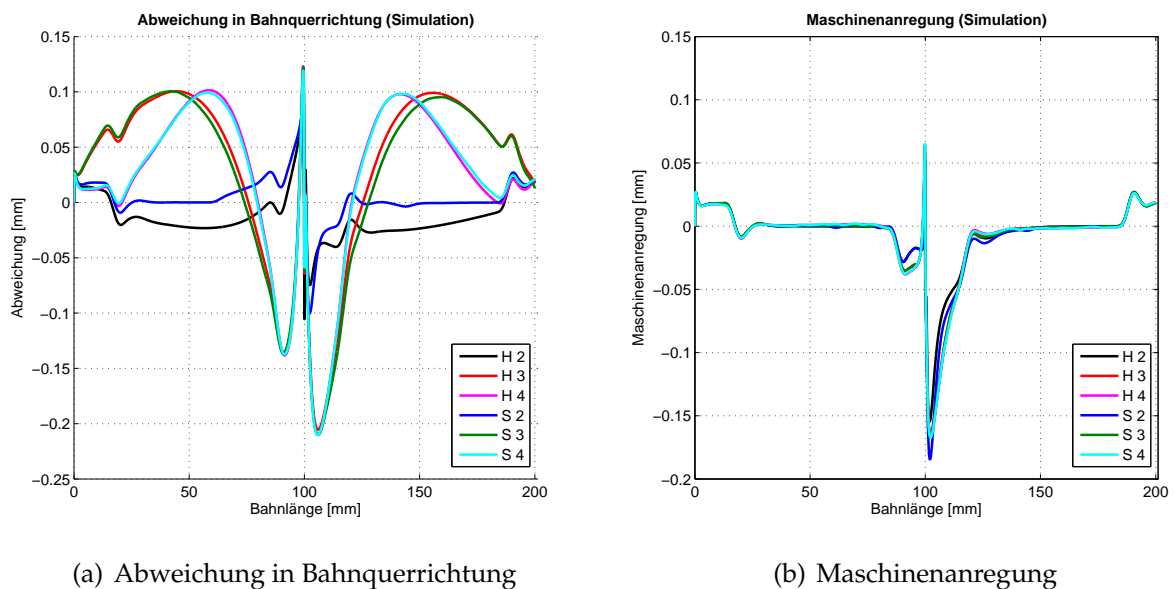 Abweichung in Bahnquerrichtung (Simulation)
0.15
0.1
0.05
0
−0.05
−0.1
−0.15
−0.2
−0.25
Abweichung [mm]
0
50
100
150
200
Bahnlänge [mm]
H 2
H 3
H 4
S 2
S 3
S 4
(a) Abweichung in Bahnquerrichtung
Maschinenanregung (Simulation)
0.15
0.1
0.05
0
−0.05
−0.1
−0.15
−0.2
Maschinenanregung [mm]
0
50
100
150
200
Bahnlänge [mm]
H 2
H 3
H 4
S 2
S 3
S 4
(b) Maschinenanregung